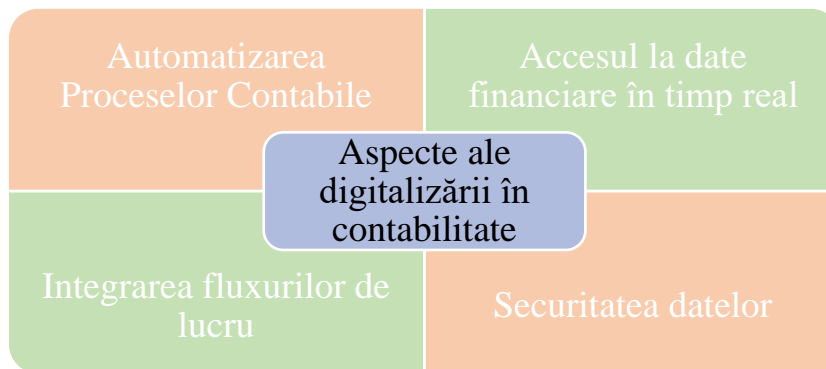 Automatizarea
Proceselor Contabile
Accesul la date
financiare în timp real
Aspecte ale
digitalizării în
contabilitate
Integrarea fluxurilor de
lucru
Securitatea datelor